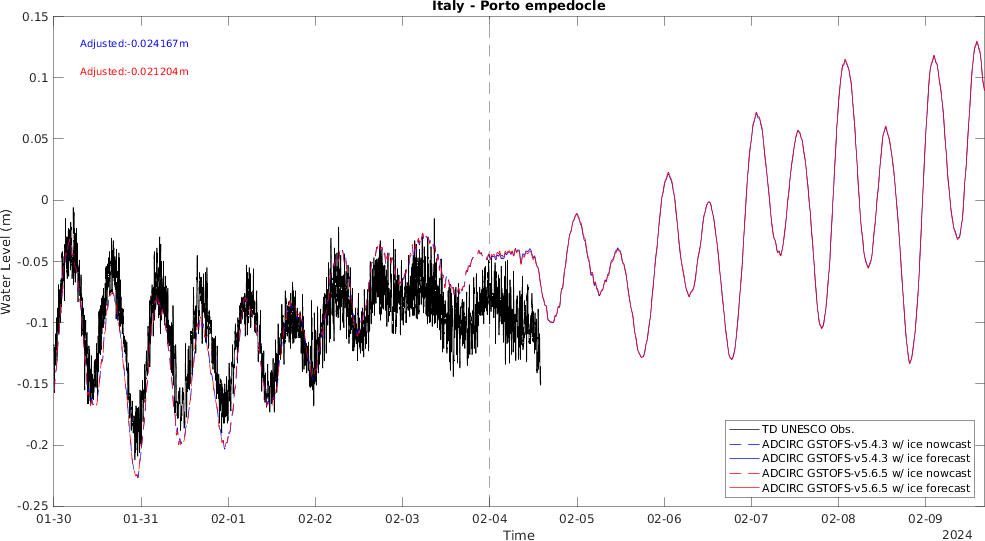 Italy - Porto empedocle
Adjusted:-0.024167m
Adjusted:-0.021204m
0.15
0.1
0.05
0
-0.05
-0.1
-0.15
-0.2
-0.25
Water Level (m)
TD UNESCO Obs.
ADCIRC GSTOFS-v5.4.3 w/ ice nowcast
ADCIRC GSTOFS-v5.4.3 w/ ice forecast
ADCIRC GSTOFS-v5.6.5 w/ ice nowcast
ADCIRC GSTOFS-v5.6.5 w/ ice forecast
01-30 01-31 02-01 02-02 02-03 02-04 02-05 02-06 02-07 02-08 02-09
Time
2024